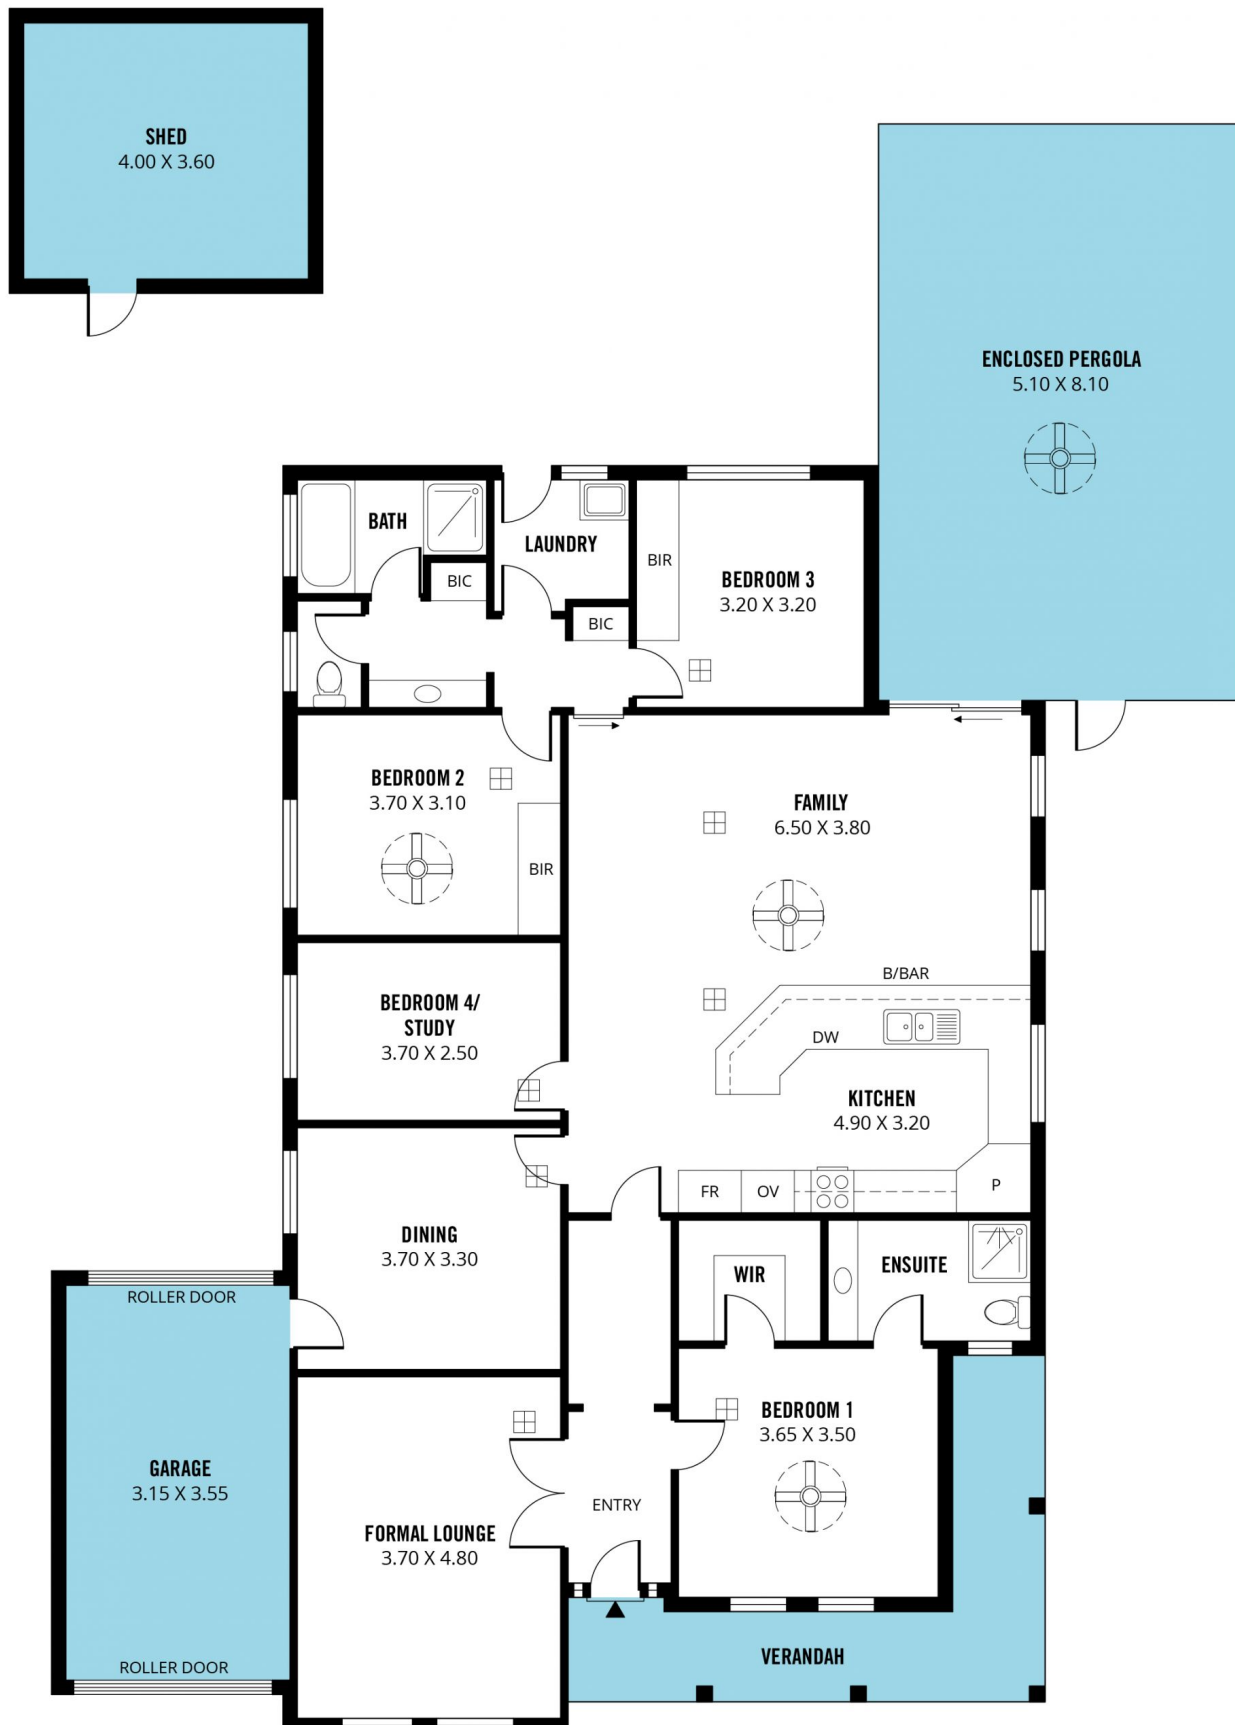 SHED
4.00 X 3.60
ENCLOSED PERGOLA
5.10 X 8.10
BATH
LAUNDRY
BIC
BIR
BEDROOM 3
3.20 X 3.20
BIC
BEDROOM 2
3.70 X 3.10
BIR
FAMILY
6.50 X 3.80
B/BAR
BEDROOM 4/
STUDY
3.70 X 2.50
DW
KITCHEN
4.90 X 3.20
FR
OV
P
DINING
3.70 X 3.30
WIR
ENSUITE
ROLLER DOOR
GARAGE
3.15 X 3.55
ROLLER DOOR
BEDROOM 1
3.65 X 3.50
ENTRY
FORMAL LOUNGE
3.70 X 4.80
VERANDAH